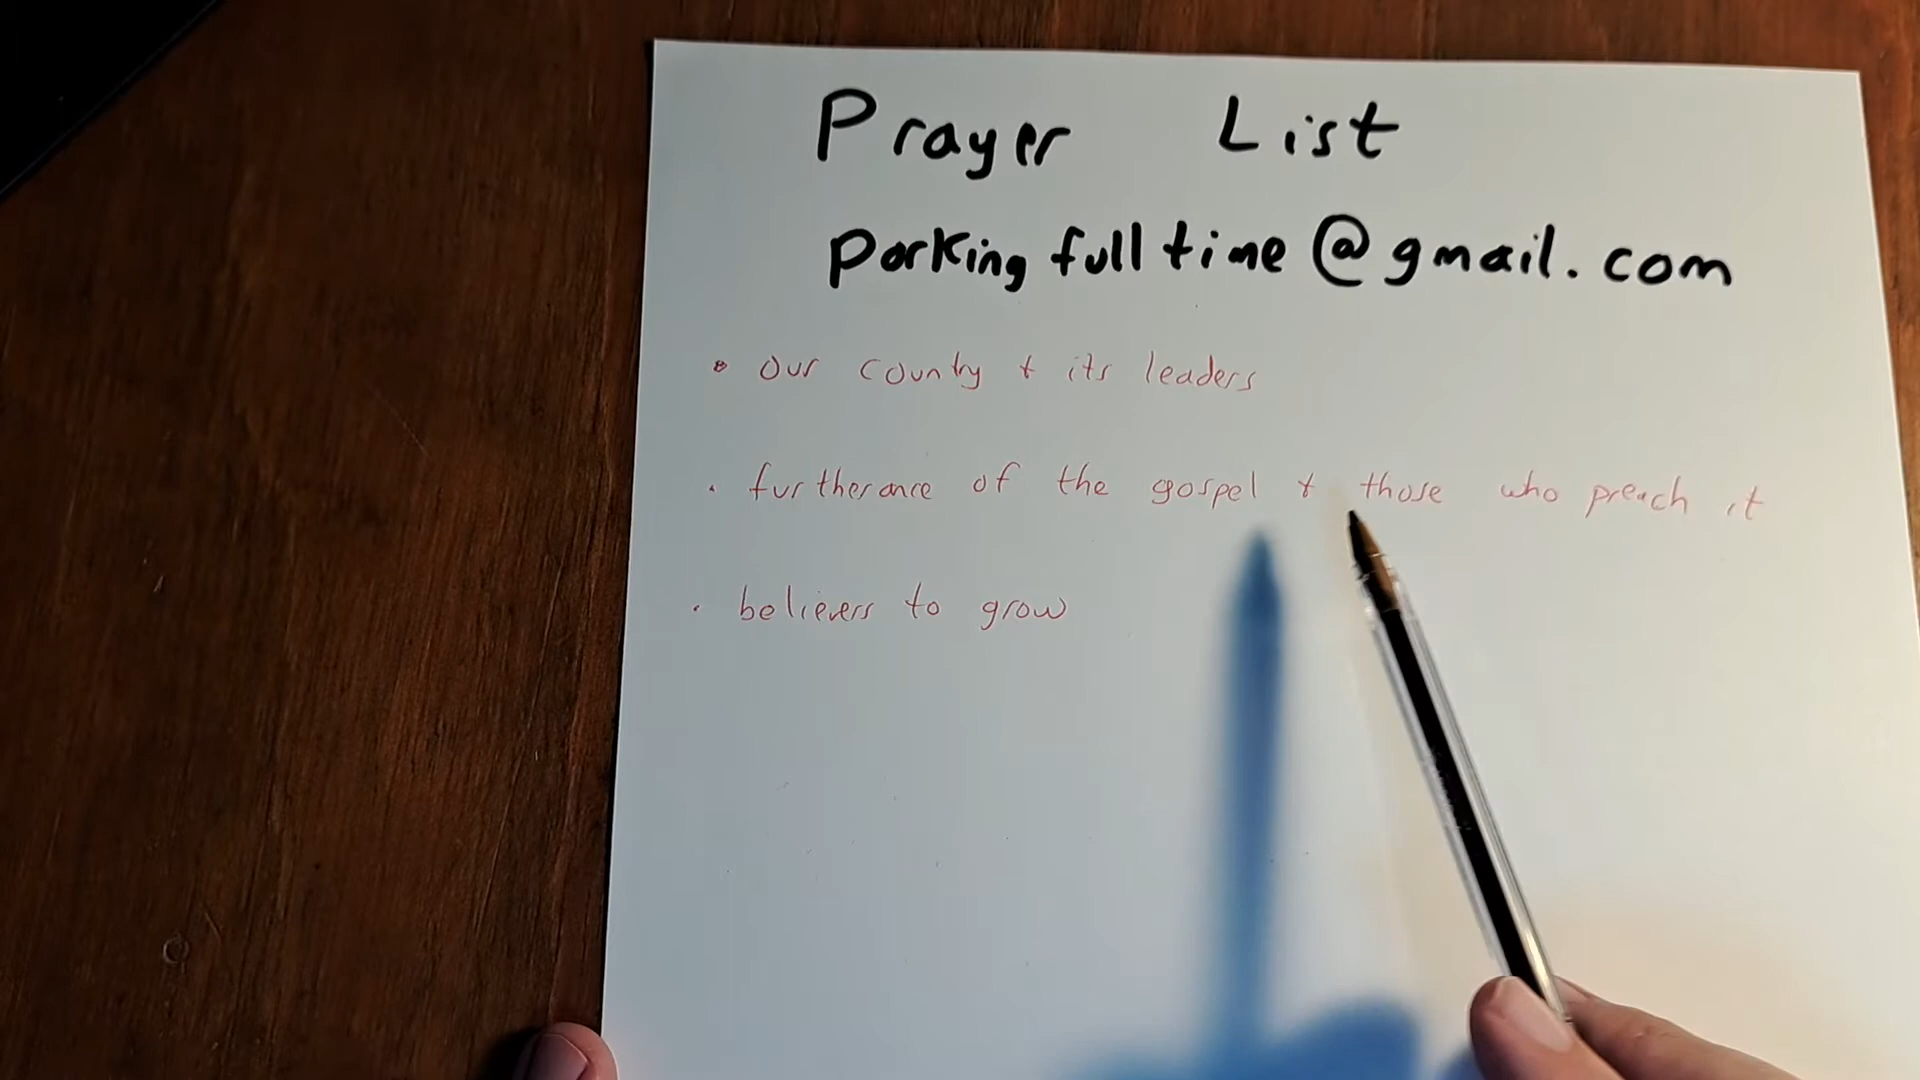 Prayer List
parkingfulltime@gmail.com
• our country + its leaders
• furtherance of the gospel + those who preach it
• believers to grow